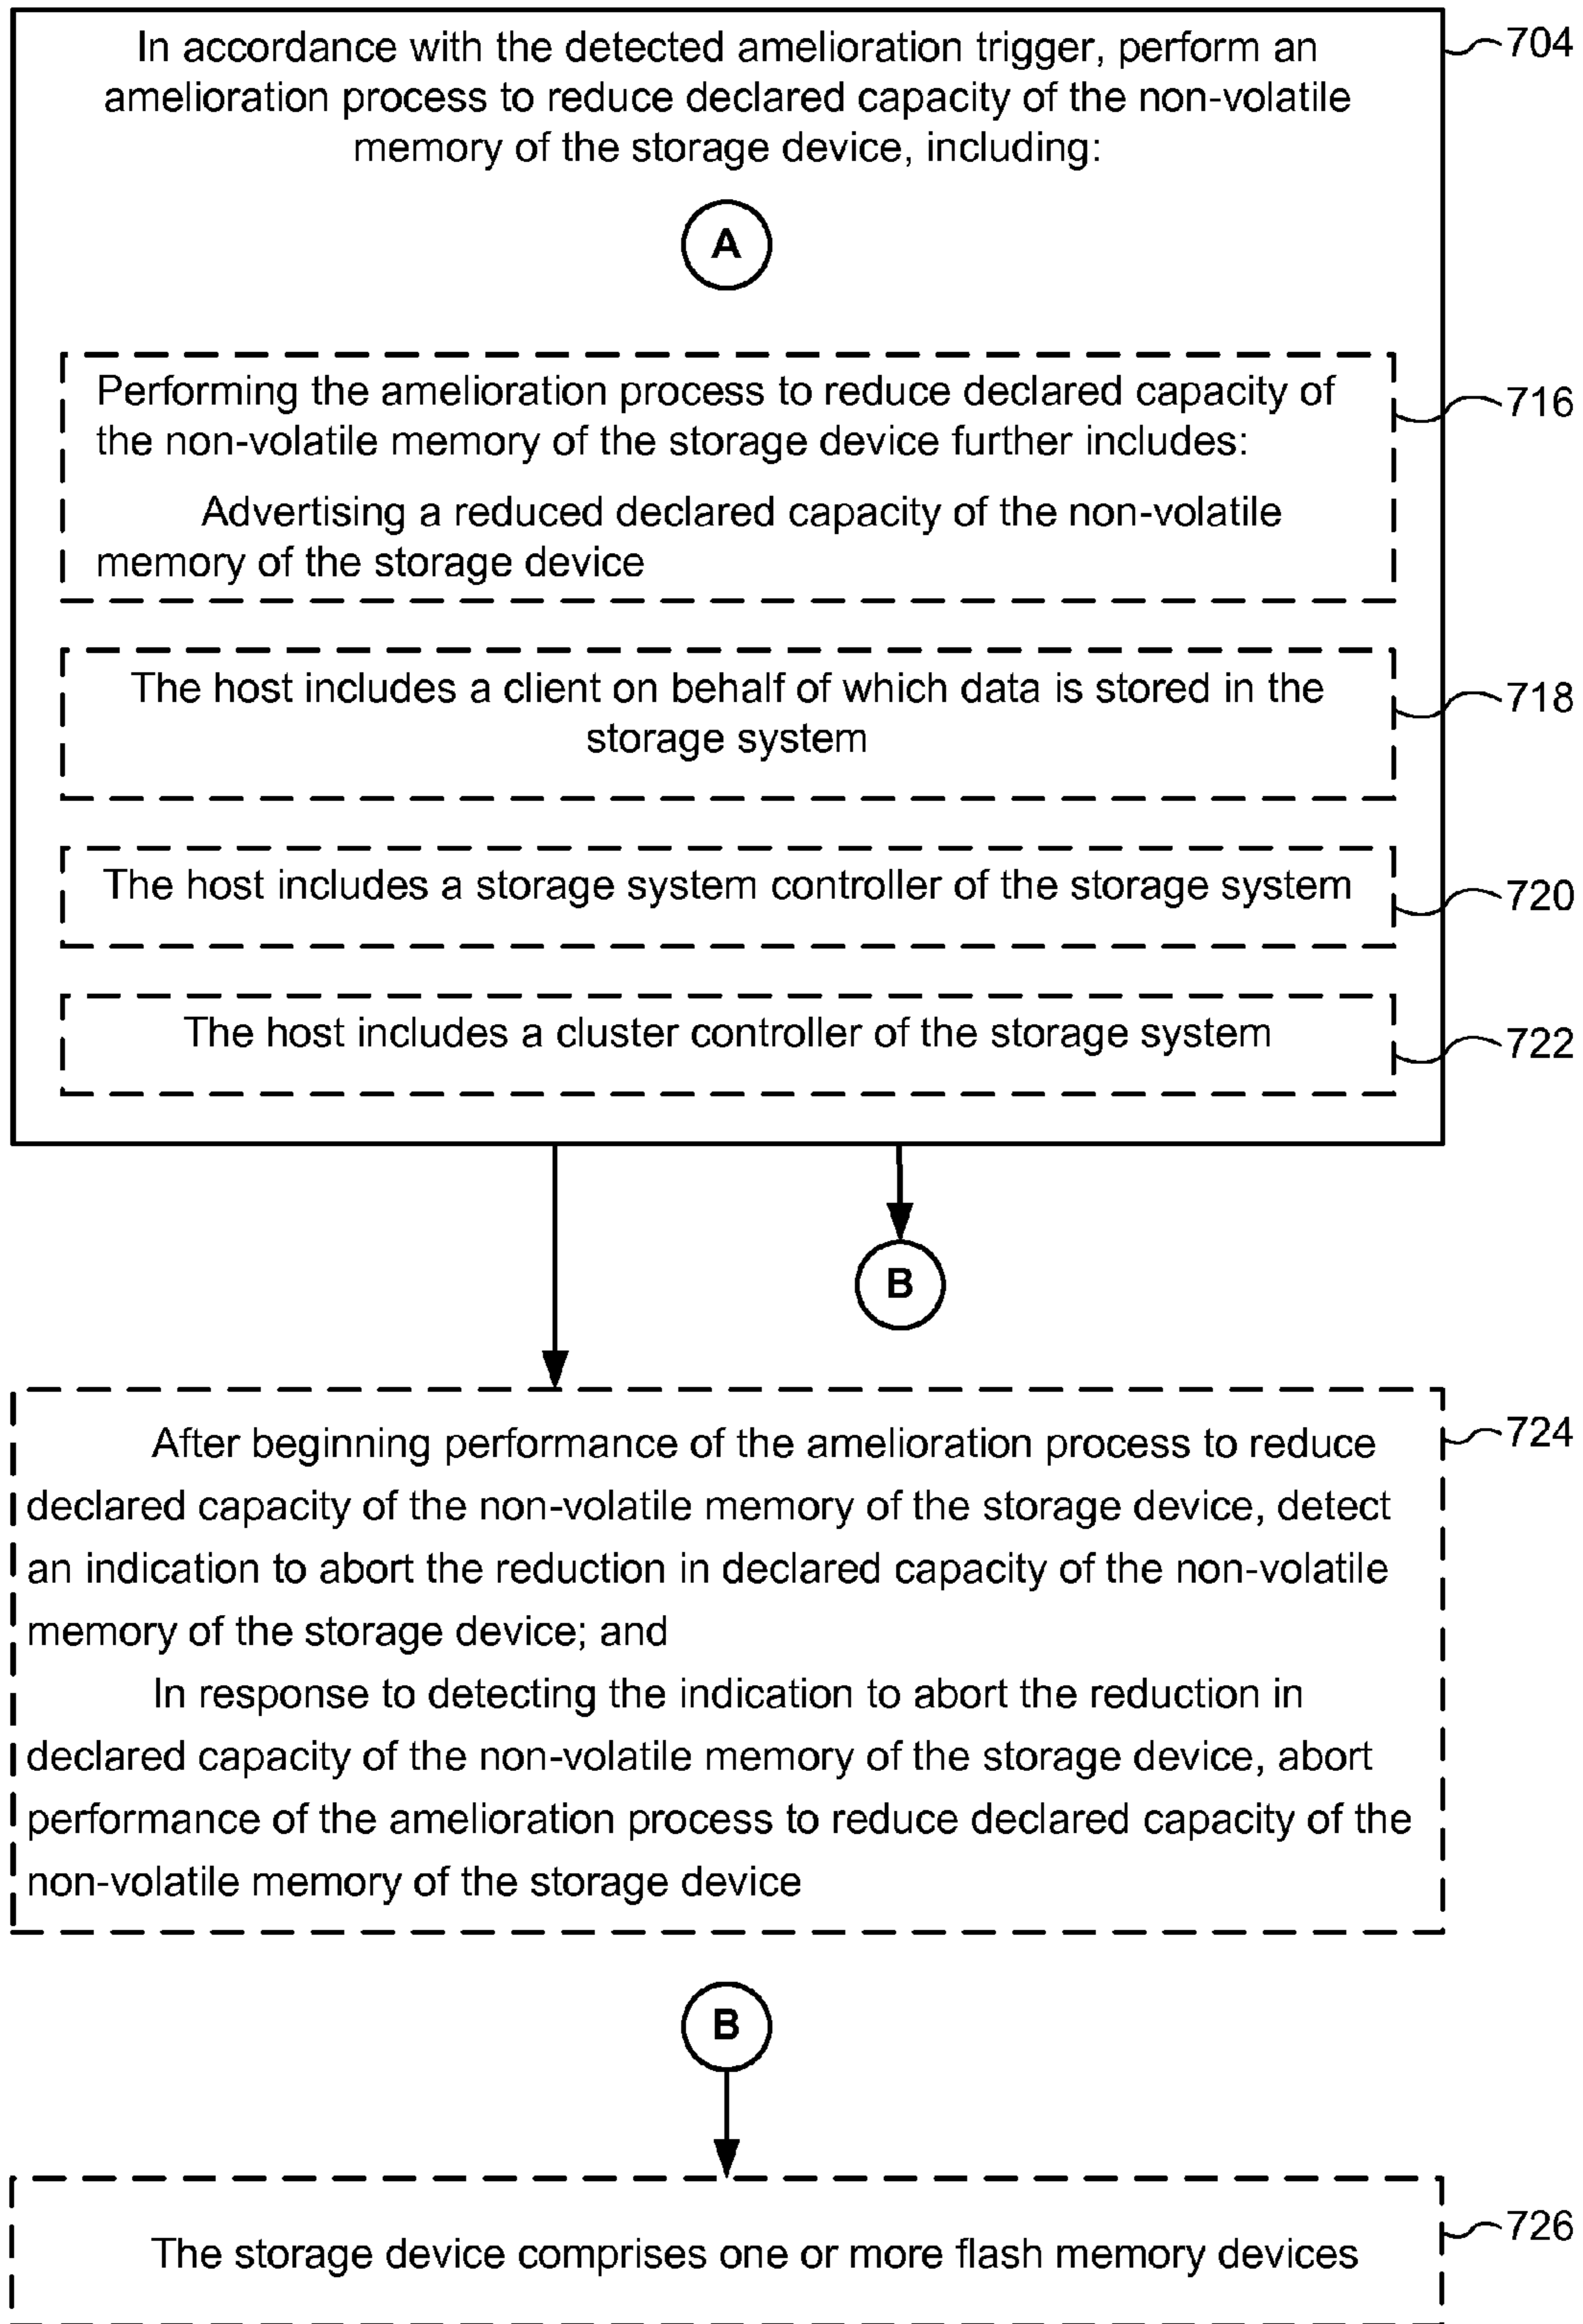 In accordance with the detected amelioration trigger, perform an
704
amelioration process to reduce declared capacity of the non-volatile
memory of the storage device, including:
A
Performing the amelioration process to reduce declared capacity of
716
the non-volatile memory of the storage device further includes:
Advertising a reduced declared capacity of the non-volatile
memory of the storage device
The host includes a client on behalf of which data is stored in the
718
storage system
The host includes a storage system controller of the storage system
720
The host includes a cluster controller of the storage system
722
B
After beginning performance of the amelioration process to reduce
724
declared capacity of the non-volatile memory of the storage device, detect
an indication to abort the reduction in declared capacity of the non-volatile
memory of the storage device; and
In response to detecting the indication to abort the reduction in
declared capacity of the non-volatile memory of the storage device, abort
performance of the amelioration process to reduce declared capacity of the
non-volatile memory of the storage device
B
The storage device comprises one or more flash memory devices
726